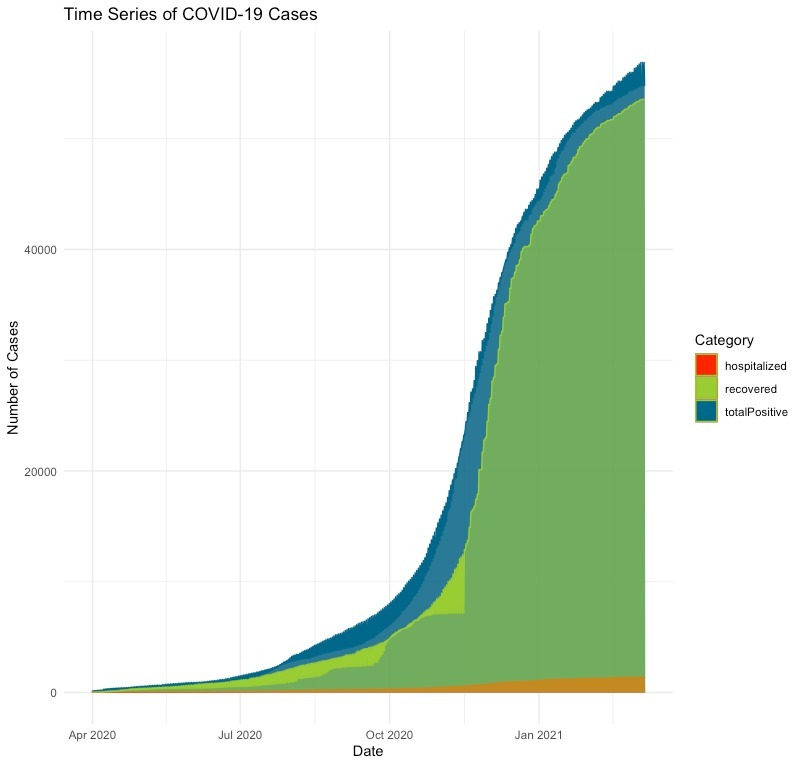 Time Series of COVID-19 Cases
Number of Cases
40000
20000
0
Apr 2020
Jul 2020
Oct 2020
Jan 2021
Date
Category
hospitalized
recovered
totalPositive